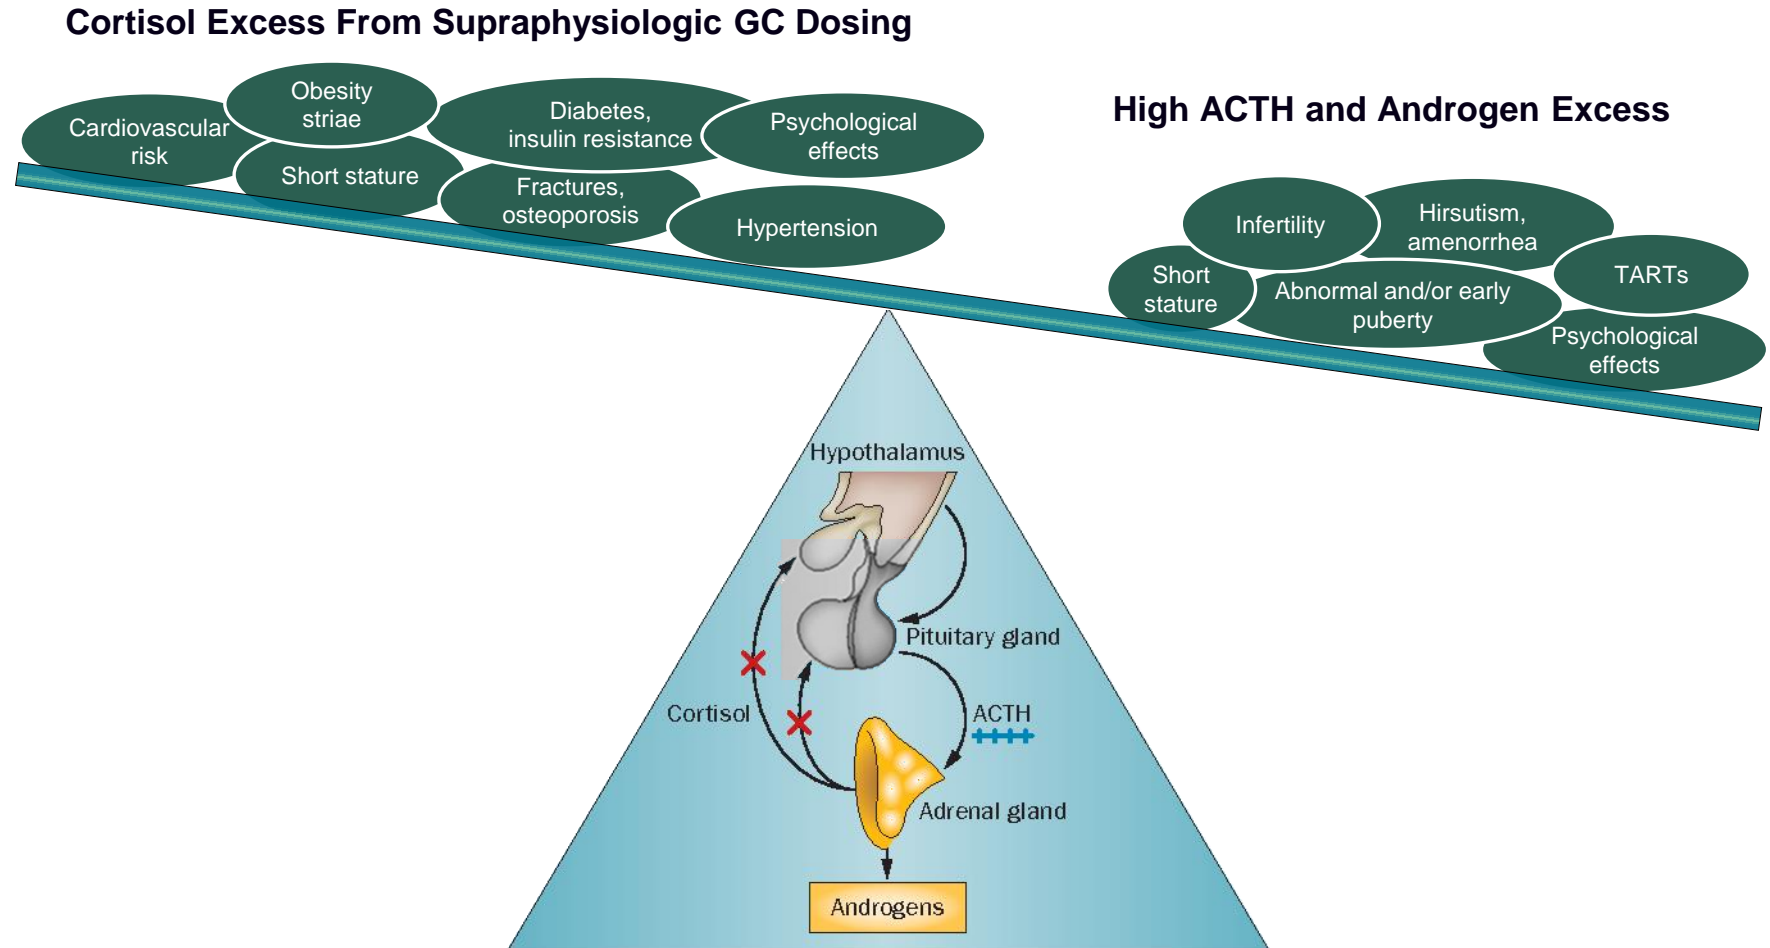 Cortisol Excess From Supraphysiologic GC Dosing
High ACTH and Androgen Excess
Cardiovascular
risk
Obesity
striae
Short stature
Diabetes,
insulin resistance
Fractures,
osteoporosis
Psychological
effects
Hypertension
Short
stature
Infertility
Hirsutism,
amenorrhea
Abnormal and/or early
puberty
TARTs
Psychological
effects
Hypothalamus
Pituitary gland
Cortisol
ACTH
Adrenal gland
Androgens